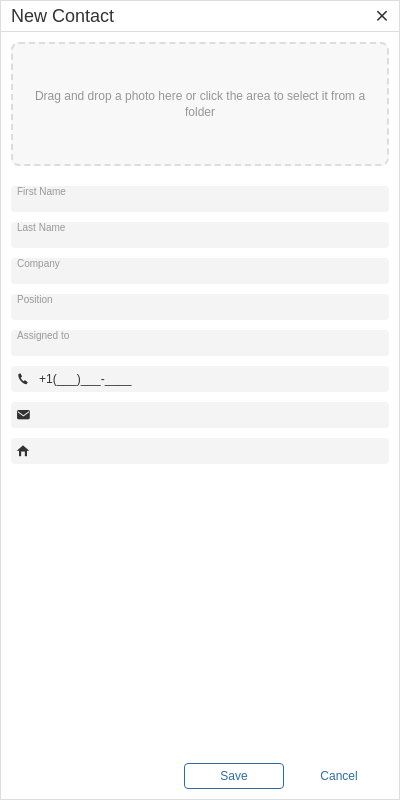 New Contact
Drag and drop a photo here or click the area to select it from a
folder
First Name
Last Name
Company
Position
Assigned to
+1(___)___-____
Save
Cancel